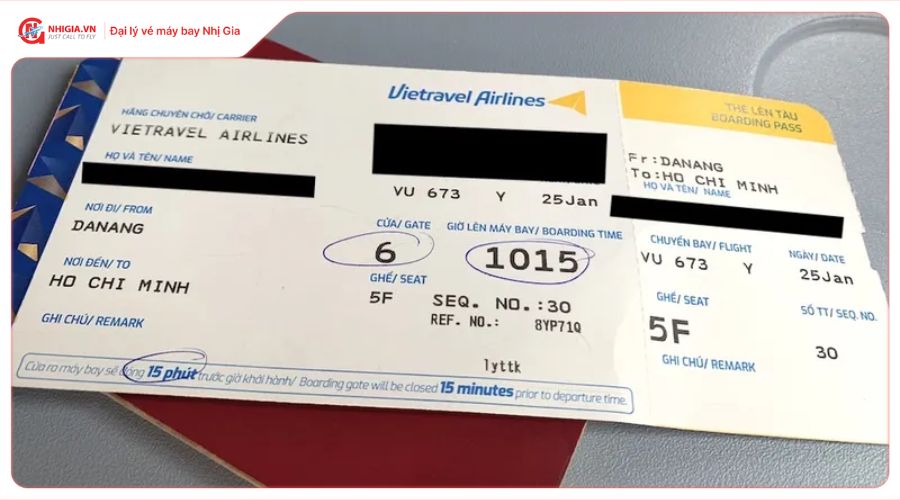 NHIGIA.VN
JUST CALL TO FLY
Đại lý vé máy bay Nhị Gia
Vietravel Airlines
HÃNG CHUYÊN CHỞ/ CARRIER
VIETRAVEL AIRLINES
HỌ VÀ TÊN/ NAME
VU 673 Y 25Jan
NƠI ĐI/ FROM
DANANG
CỬA/ GATE GIỜ LÊN MÁY BAY/ BOARDING TIME
6 1015
NƠI ĐẾN/ TO
HO CHI MINH
GHẾ/ SEAT
5F SEQ. NO.:30
REF. NO.: 8YP71Q
GHI CHÚ/ REMARK
lyttk
Cửa ra máy bay sẽ đóng 15 phút trước giờ khởi hành/ Boarding gate will be closed 15 minutes prior to departure time.
THẺ LÊN TÀU
BOARDING PASS
Fr:DANANG
To:HO CHI MINH
HỌ VÀ TÊN/ NAME
CHUYẾN BAY/ FLIGHT NGÀY/ DATE
VU 673 Y 25Jan
GHẾ/ SEAT SỐ TT/ SEQ. NO.
5F 30
GHI CHÚ/ REMARK